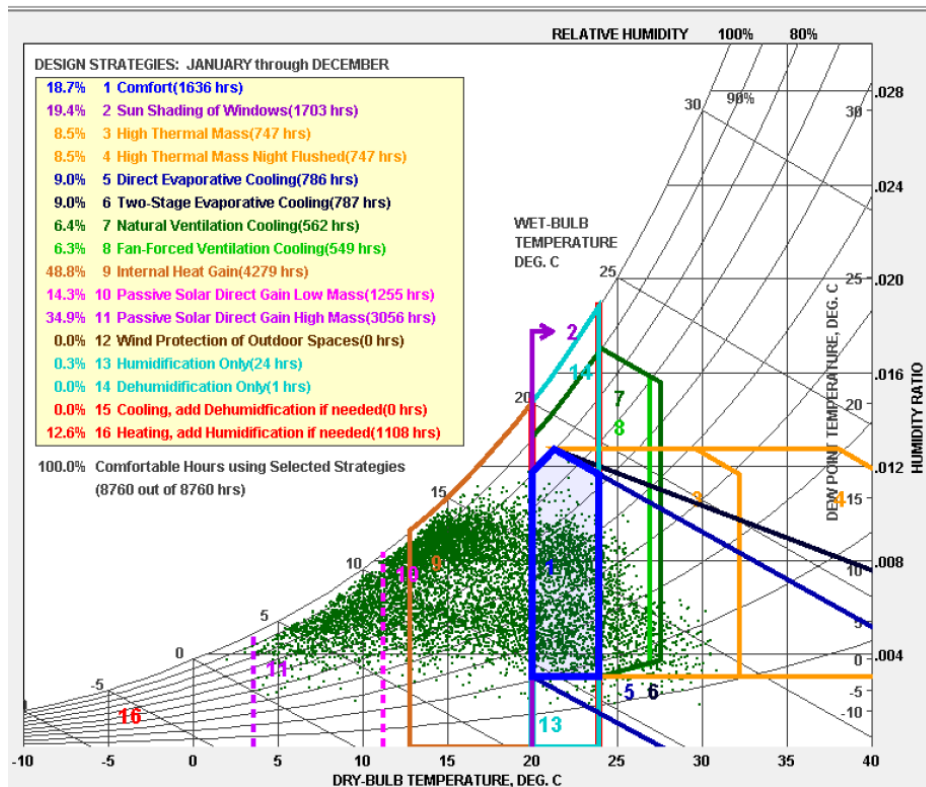 RELATIVE HUMIDITY 100% 80%
DESIGN STRATEGIES: JANUARY through DECEMBER
18.7% 1 Comfort(1636 hrs)
19.4% 2 Sun Shading of Windows(1703 hrs)
8.5% 3 High Thermal Mass(747 hrs)
8.5% 4 High Thermal Mass Night Flushed(747 hrs)
9.0% 5 Direct Evaporative Cooling(786 hrs)
9.0% 6 Two-Stage Evaporative Cooling(787 hrs)
6.4% 7 Natural Ventilation Cooling(562 hrs)
6.3% 8 Fan-Forced Ventilation Cooling(549 hrs)
48.8% 9 Internal Heat Gain(4279 hrs)
14.3% 10 Passive Solar Direct Gain Low Mass(1255 hrs)
34.9% 11 Passive Solar Direct Gain High Mass(3056 hrs)
0.0% 12 Wind Protection of Outdoor Spaces(0 hrs)
0.3% 13 Humidification Only(24 hrs)
0.0% 14 Dehumidification Only(1 hrs)
0.0% 15 Cooling, add Dehumidfication if needed(0 hrs)
12.6% 16 Heating, add Humidification if needed(1108 hrs)
100.0% Comfortable Hours using Selected Strategies
(8760 out of 8760 hrs)
90%
30
30
.028
.024
WET-BULB
TEMPERATURE
DEG. C
25
25
.020
2
14
7
8
20
20
.016
DEW POINT TEMPERATURE, DEG. C
HUMIDITY RATIO
.012
15
3
4
15
10
10
9
1
10
.008
5
5
0
11
0
.004
-5
16
13
5
6
-5
-10
-10 -5 0 5 10 15 20 25 30 35 40
DRY-BULB TEMPERATURE, DEG. C